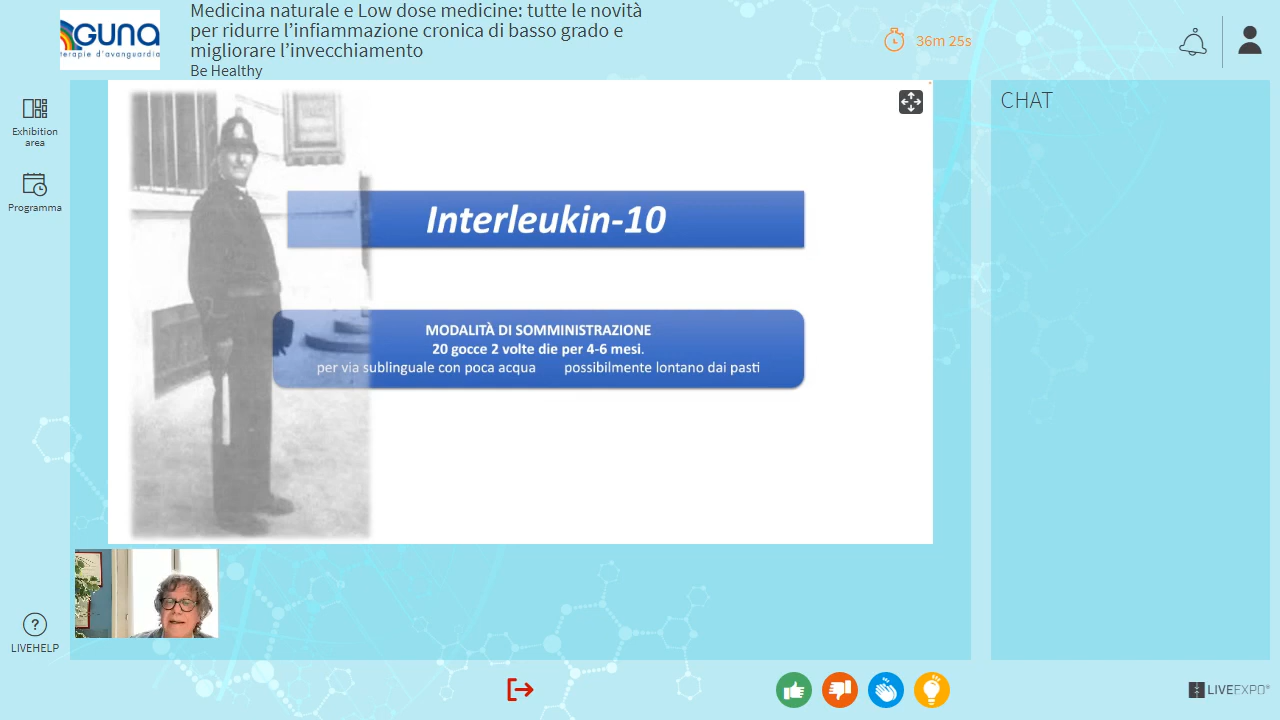 GUNA
terapie d'avanguardia
Medicina naturale e Low dose medicine: tutte le novità
per ridurre l’infiammazione cronica di basso grado e
migliorare l’invecchiamento
Be Healthy
36m 25s
Exhibition
area
Programma
CHAT
Interleukin-10
MODALITÀ DI SOMMINISTRAZIONE
20 gocce 2 volte die per 4-6 mesi.
per via sublinguale con poca acqua possibilmente lontano dai pasti
?
LIVEHELP
LIVEEXPO®